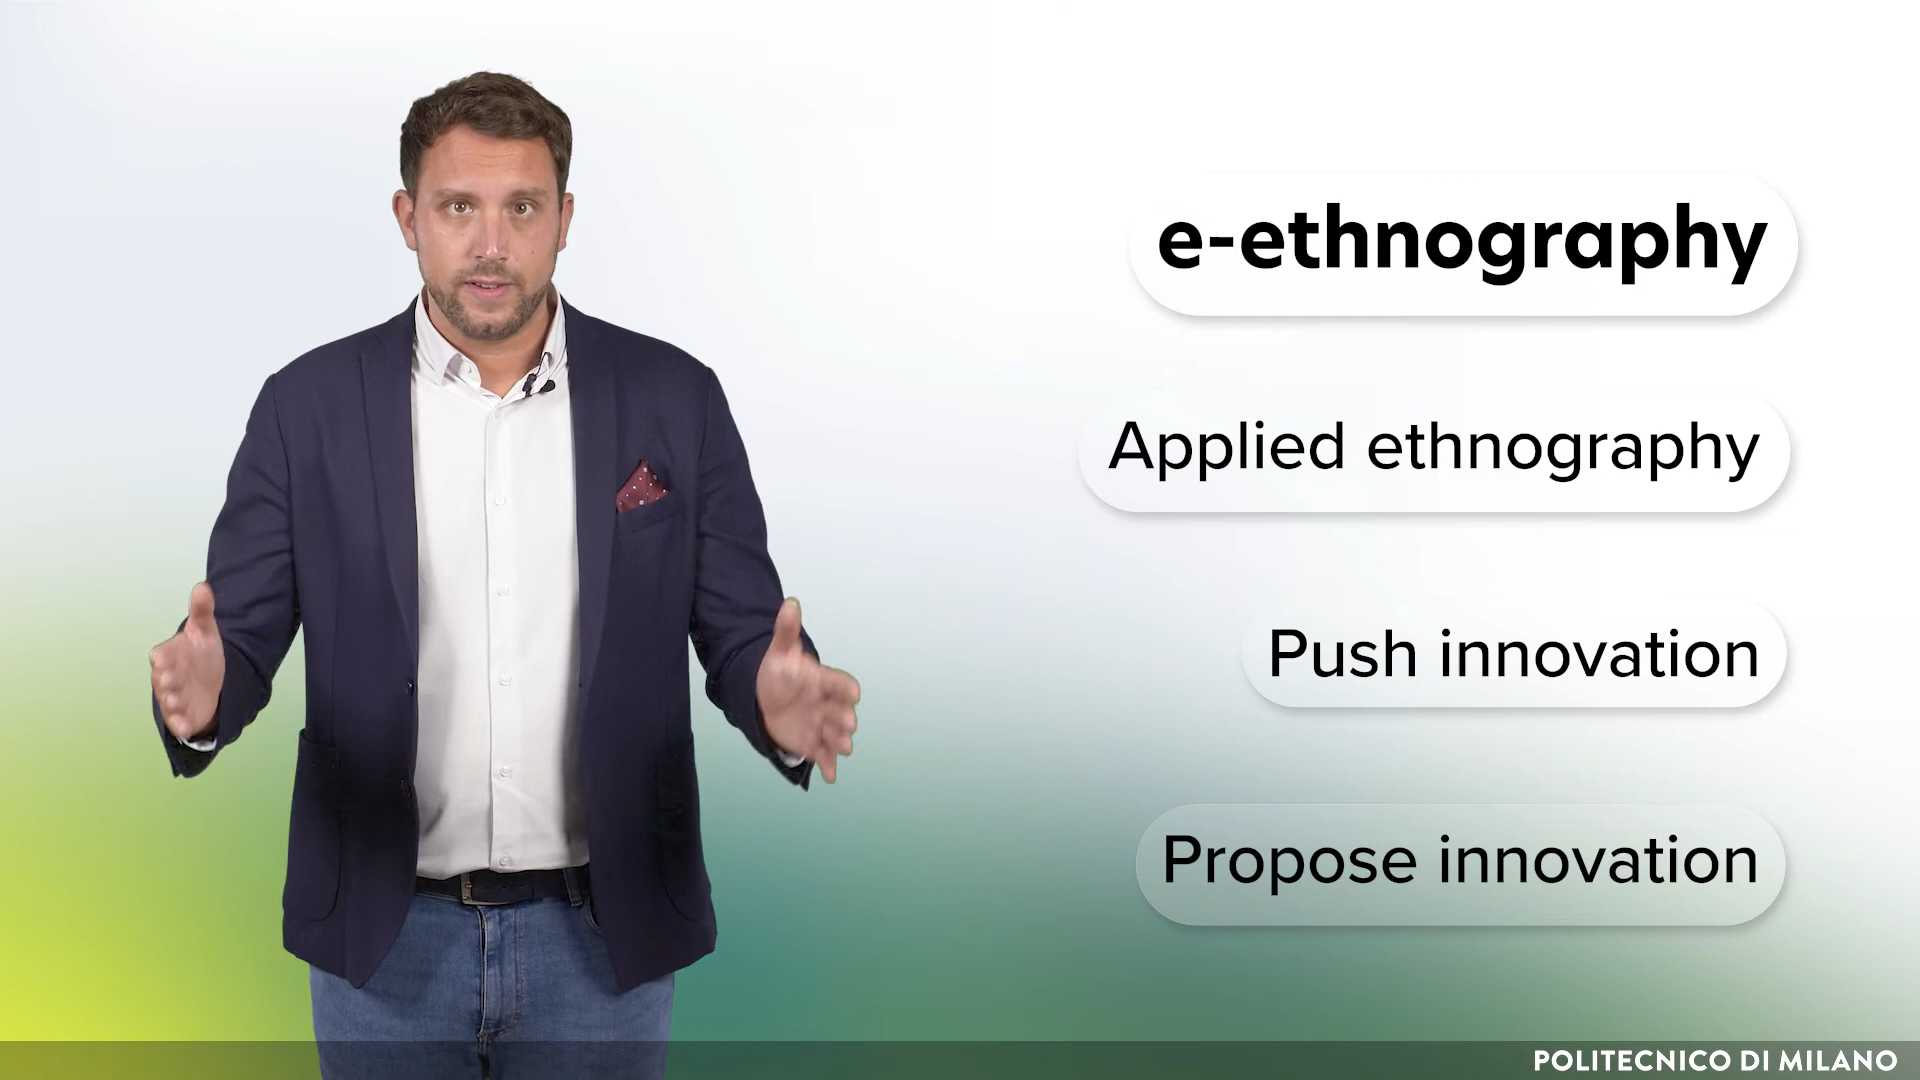 e-ethnography
Applied ethnography
Push innovation
Propose innovation
POLITECNICO DI MILANO